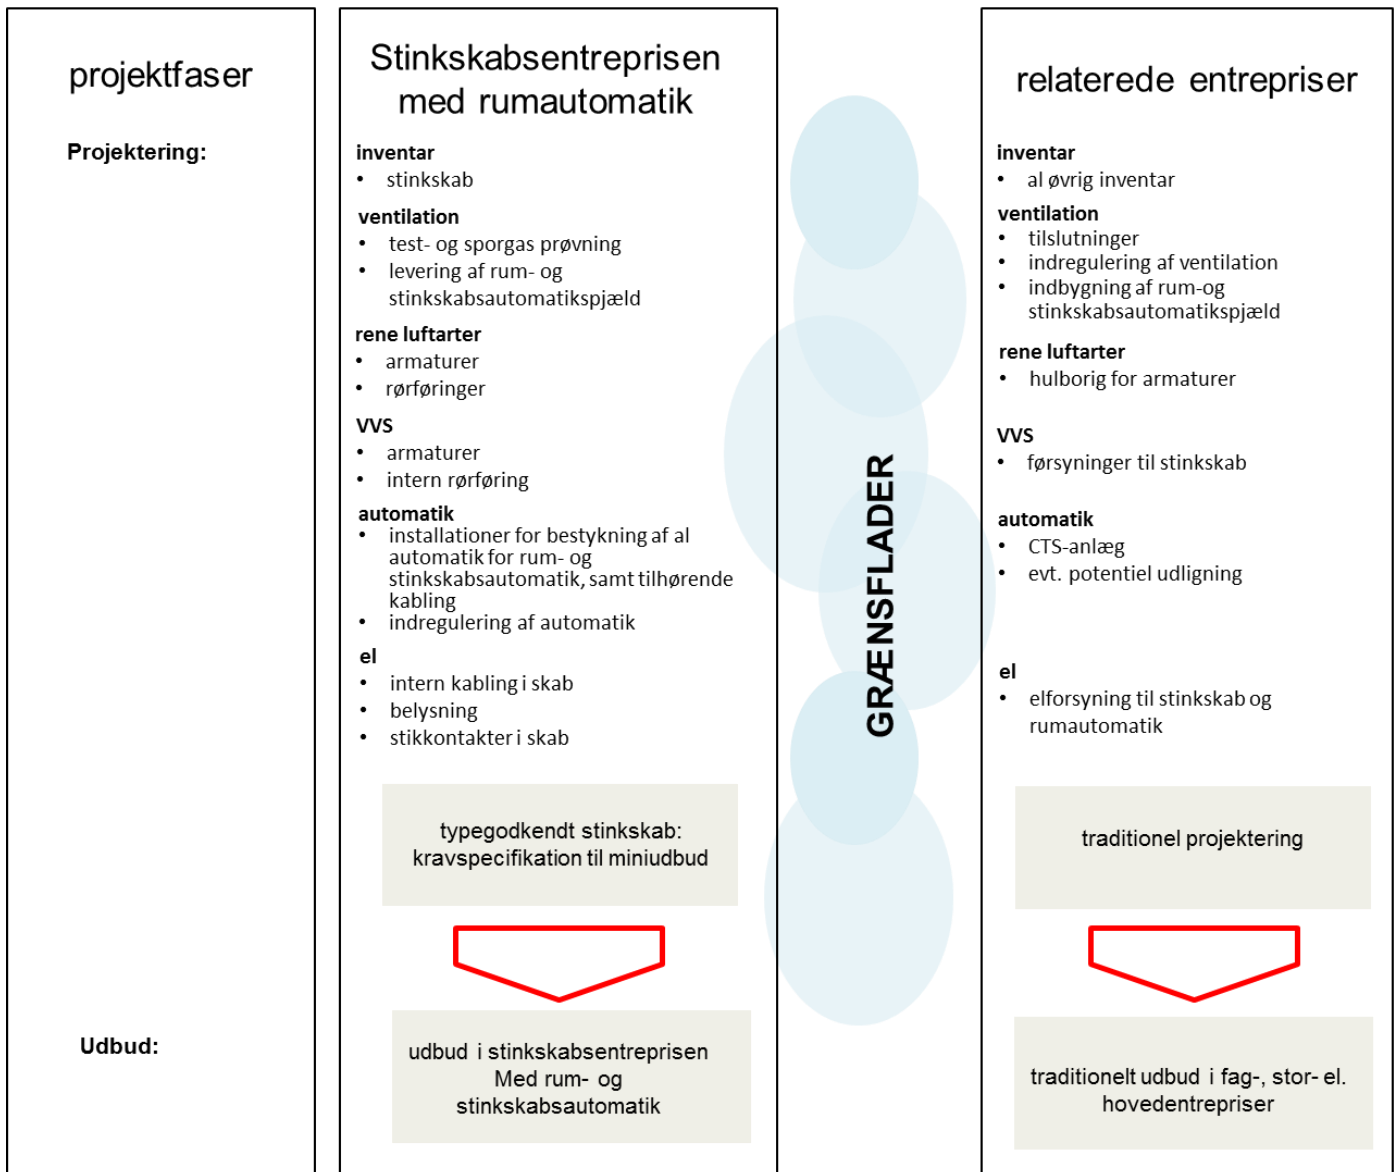 projektfaser
Projektering:
Udbud:
Stinkskabsentreprisen
med rumautomatik
inventar
• stinkskab
ventilation
• test- og sporgas prøvning
• levering af rum- og
stinkskabsautomatikspjæld
rene luftarter
• armaturer
• rørføringer
VVS
• armaturer
• intern rørføring
automatik
• installationer for bestykning af al
automatik for rum- og
stinkskabsautomatik, samt tilhørende
kabling
• indregulering af automatik
el
• intern kabling i skab
• belysning
• stikkontakter i skab
typegodkendt stinkskab:
kravspecifikation til miniudbud
udbud i stinkskabsentreprisen
Med rum- og
stinkskabsautomatik
GRÆNSFLADER
relaterede entrepriser
inventar
• al øvrig inventar
ventilation
• tilslutninger
• indregulering af ventilation
• indbygning af rum-og
stinkskabsautomatikspjæld
rene luftarter
• hulborig for armaturer
VVS
• førsyninger til stinkskab
automatik
• CTS-anlæg
• evt. potentiel udligning
el
• elforsyning til stinkskab og
rumautomatik
traditionel projektering
traditionelt udbud i fag-, stor- el.
hovedentrepriser